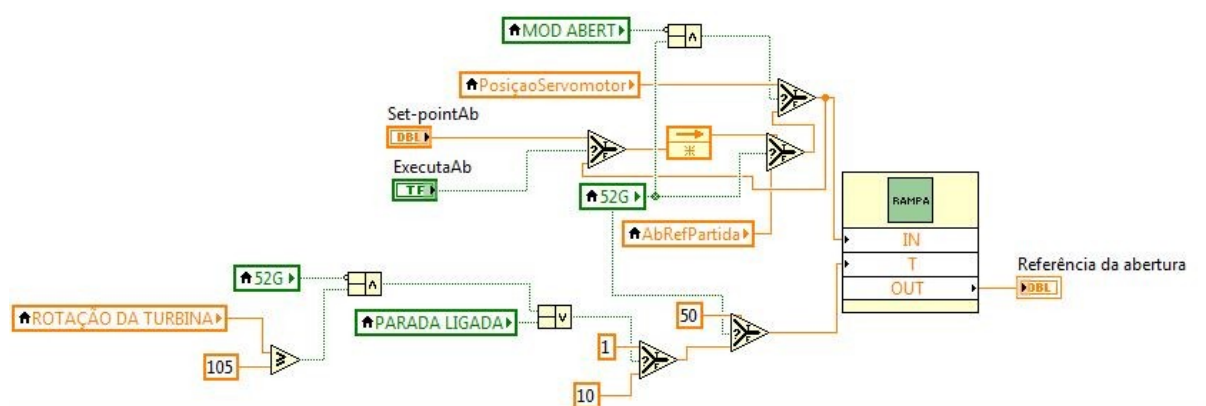 MOD ABERT
PosiçaoServomotor
Set-pointAb
DBL
ExecutaAb
TF
52G
AbRefPartida
RAMPA
IN
T
OUT
Referência da abertura
DBL
52G
ROTAÇÃO DA TURBINA
105
PARADA LIGADA
50
1
10